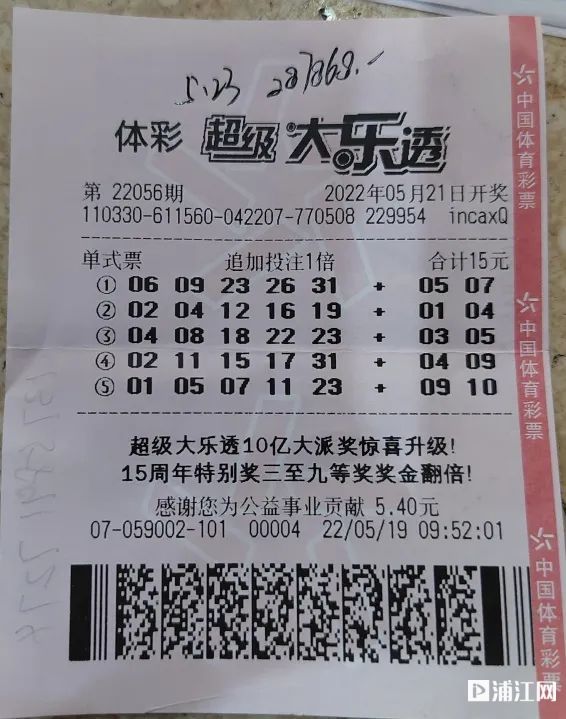 5.23 287868.-
体彩 超级大乐透
第 22056期 2022年05月21日开奖
110330-611560-042207-770508 229954 incaxQ
单式票 追加投注1倍 合计15元
① 06 09 23 26 31 + 05 07
② 02 04 12 16 19 + 01 04
③ 04 08 18 22 23 + 03 05
④ 02 11 15 17 31 + 04 09
⑤ 01 05 07 11 23 + 09 10
超级大乐透10亿大派奖惊喜升级!
15周年特别奖三至九等奖奖金翻倍!
感谢您为公益事业贡献 5.40元
07-059002-101 00004 22/05/19 09:52:01
中国体育彩票
中国体育彩票
中国体育彩票
浦江网